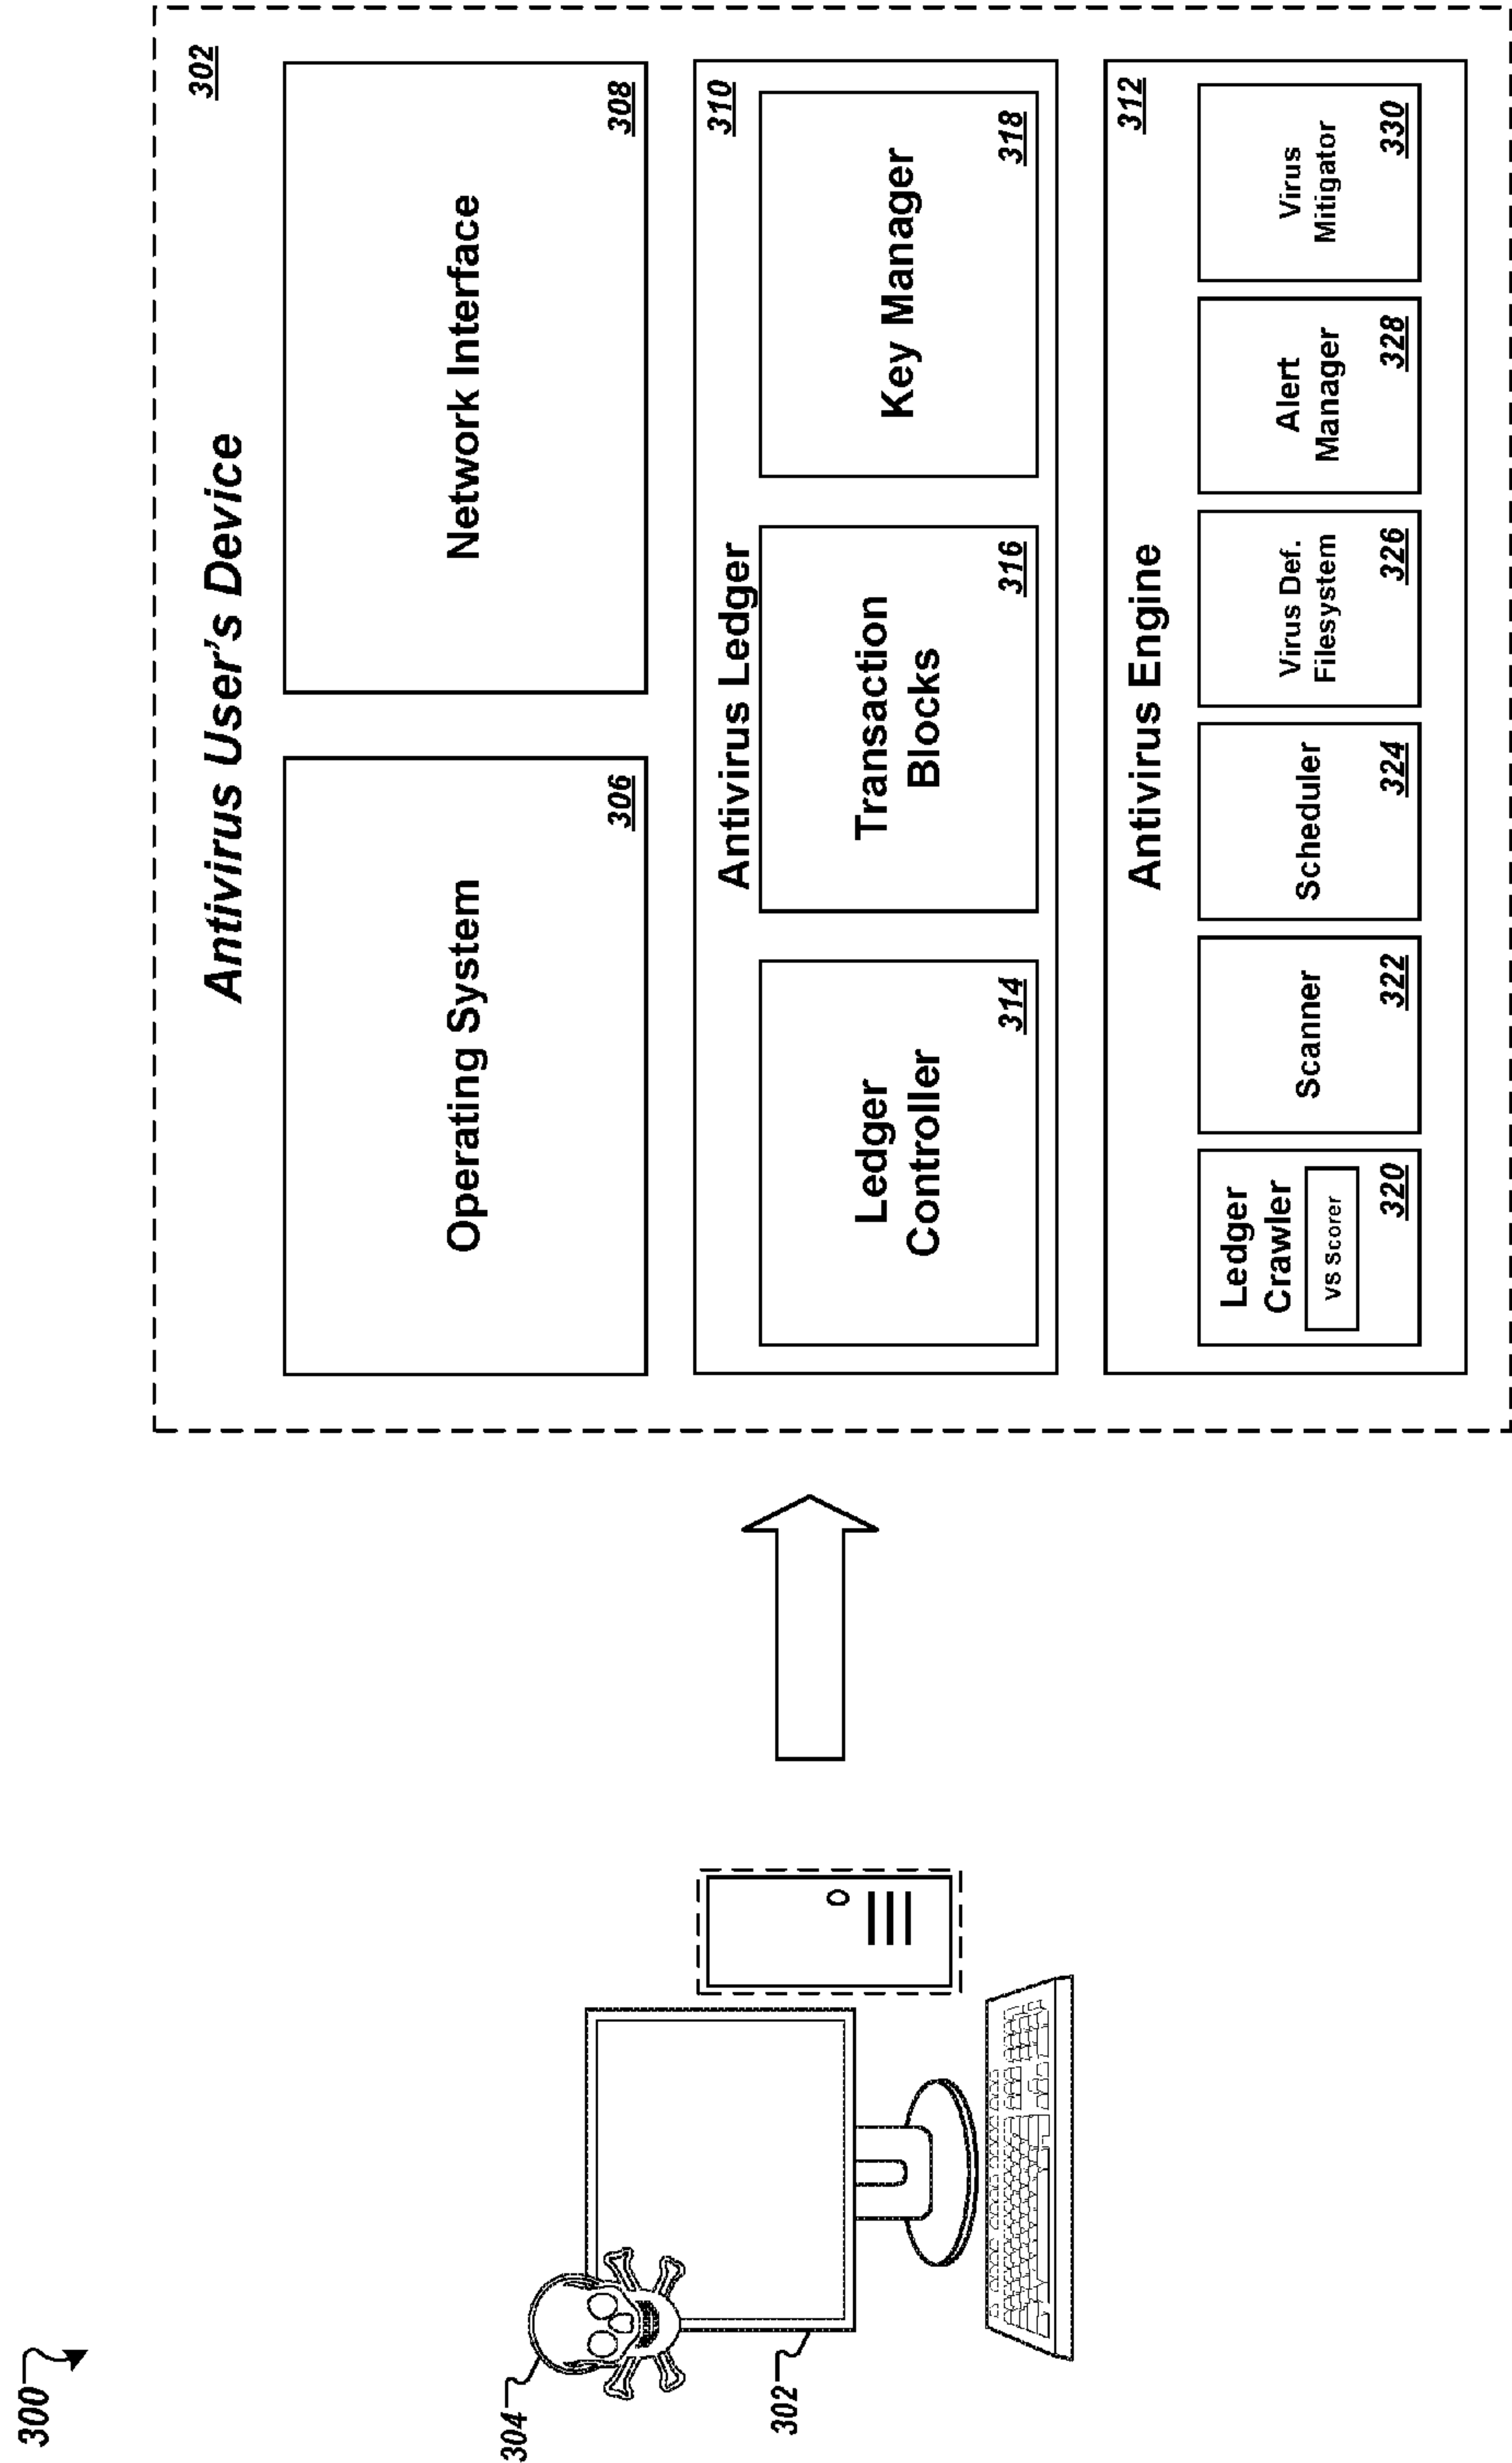 300
304
302
Antivirus User's Device
302
Operating System
306
Network Interface
308
Antivirus Ledger
310
Ledger
Controller
314
Transaction
Blocks
316
Key Manager
318
Antivirus Engine
312
Ledger
Crawler
VS Scorer
320
Scanner
322
Scheduler
324
Virus Def.
Filesystem
326
Alert
Manager
328
Virus
Mitigator
330